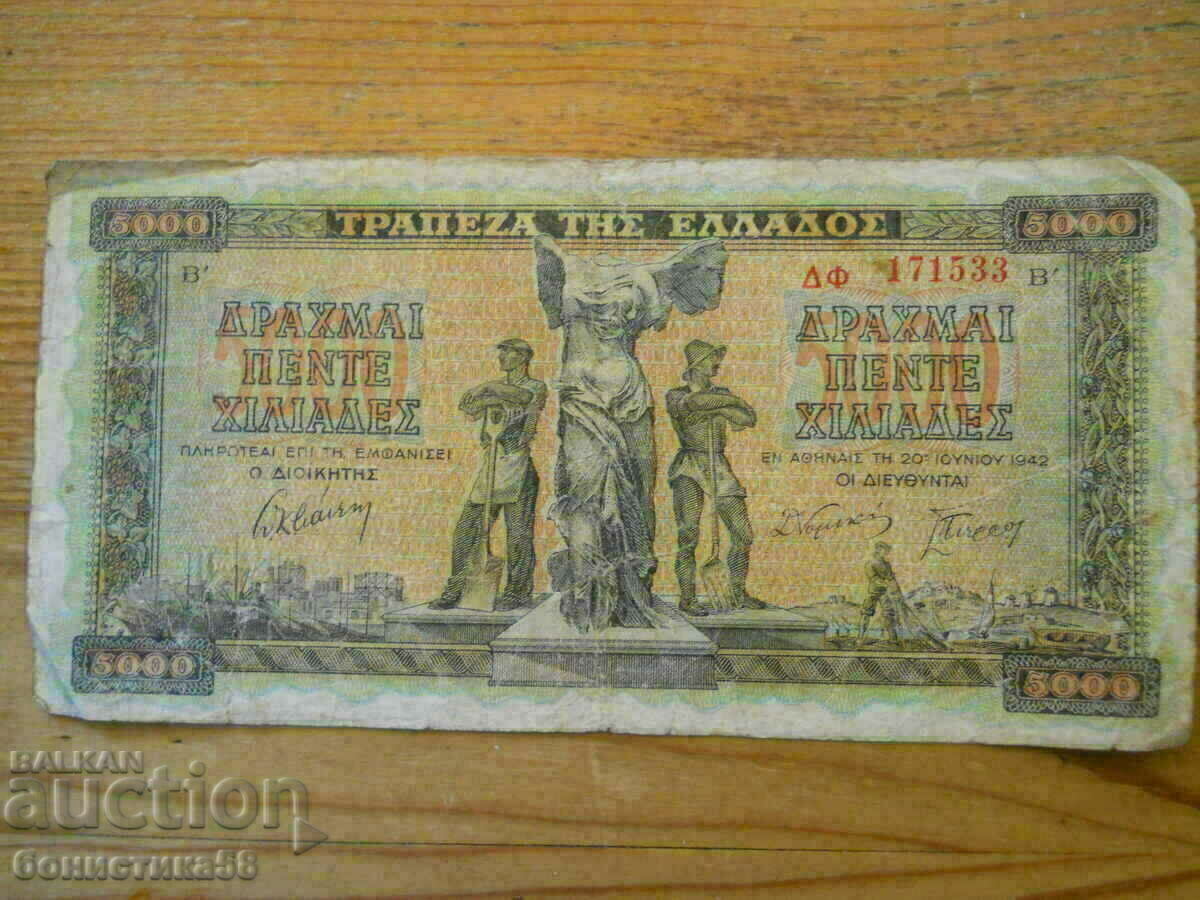 5000 ΤΡΑΠΕΖΑ ΤΗΣ ΕΛΛΑΔΟΣ 5000
Β′ ΔΦ 171533 Β′
ΔΡΑΧΜΑΙ
ΠΕΝΤΕ
ΧΙΛΙΑΔΕΣ
ΠΛΗΡΩΤΕΑΙ ΕΠΙ ΤΗ ΕΜΦΑΝΙΣΕΙ
Ο ΔΙΟΙΚΗΤΗΣ
ΔΡΑΧΜΑΙ
ΠΕΝΤΕ
ΧΙΛΙΑΔΕΣ
ΕΝ ΑΘΗΝΑΙΣ ΤΗ 20ῃ ΙΟΥΝΙΟΥ 1942
ΟΙ ΔΙΕΥΘΥΝΤΑΙ
5000 5000
BALKAN
auction
бонистика58